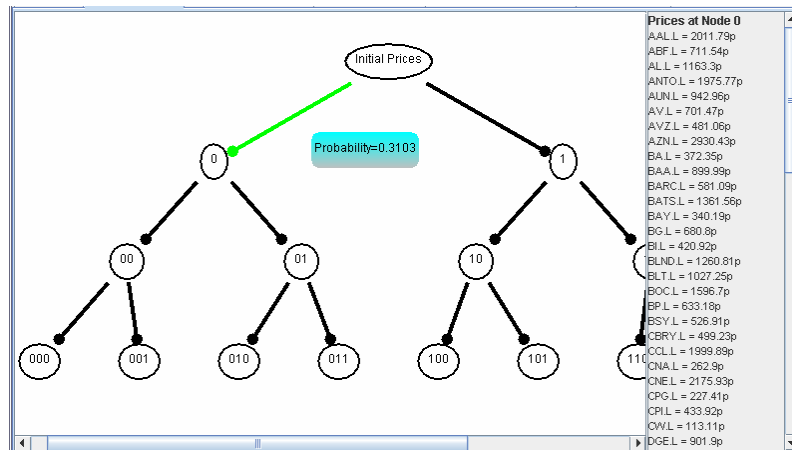 Initial Prices
Probability=0.3103
0
1
00
01
10
000
001
010
011
100
101
110
Prices at Node 0
AAL.L = 2011.79p
ABF.L = 711.54p
AL.L = 1163.3p
ANTO.L = 1975.77p
AUN.L = 942.96p
AV.L = 701.47p
AVZ.L = 481.06p
AZN.L = 2930.43p
BA.L = 372.35p
BAA.L = 899.99p
BARC.L = 581.09p
BATS.L = 1361.56p
BAY.L = 340.19p
BG.L = 680.8p
BI.L = 420.92p
BLND.L = 1260.81p
BLT.L = 1027.25p
BOC.L = 1596.7p
BP.L = 633.18p
BSY.L = 526.91p
CBRY.L = 499.23p
CCL.L = 1999.89p
CNA.L = 262.9p
CNE.L = 2175.93p
CPG.L = 227.41p
CPI.L = 433.92p
CW.L = 113.11p
DGE.L = 901.9p